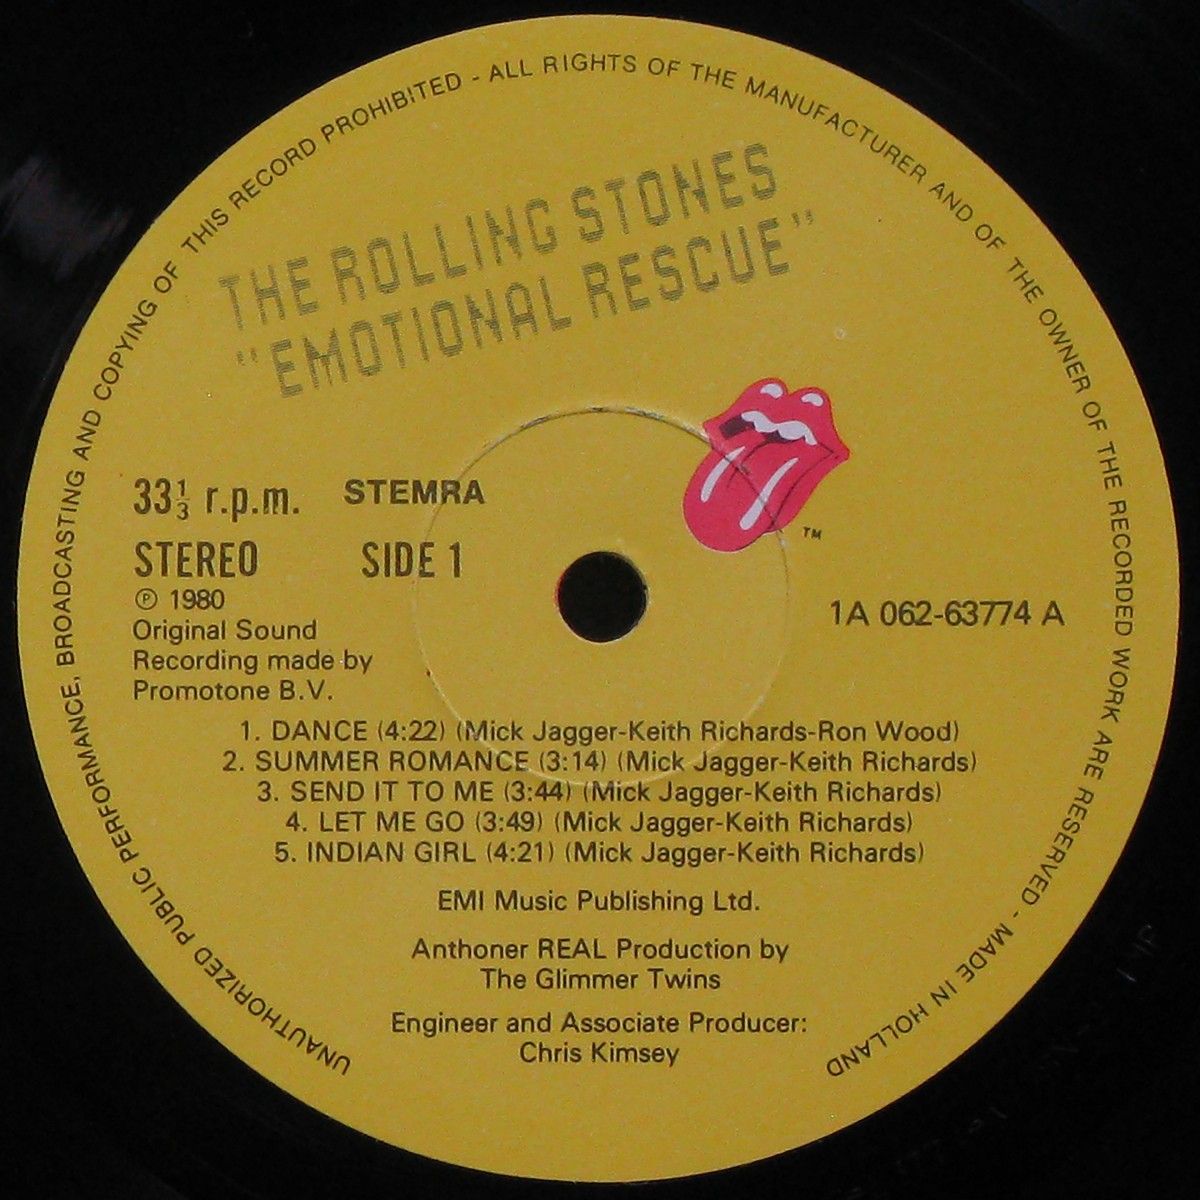 UNAUTHORIZED PUBLIC PERFORMANCE, BROADCASTING AND COPYING OF THIS RECORD PROHIBITED - ALL RIGHTS OF THE MANUFACTURER AND OF THE OWNER OF THE RECORDED WORK ARE RESERVED - MADE IN HOLLAND
THE ROLLING STONES
"EMOTIONAL RESCUE"
TM
33⅓ r.p.m. STEMRA
STEREO SIDE 1
℗ 1980
Original Sound
Recording made by
Promotone B.V.
1A 062-63774 A
1. DANCE (4:22) (Mick Jagger-Keith Richards-Ron Wood)
2. SUMMER ROMANCE (3:14) (Mick Jagger-Keith Richards)
3. SEND IT TO ME (3:44) (Mick Jagger-Keith Richards)
4. LET ME GO (3:49) (Mick Jagger-Keith Richards)
5. INDIAN GIRL (4:21) (Mick Jagger-Keith Richards)
EMI Music Publishing Ltd.
Anthoner REAL Production by
The Glimmer Twins
Engineer and Associate Producer:
Chris Kimsey